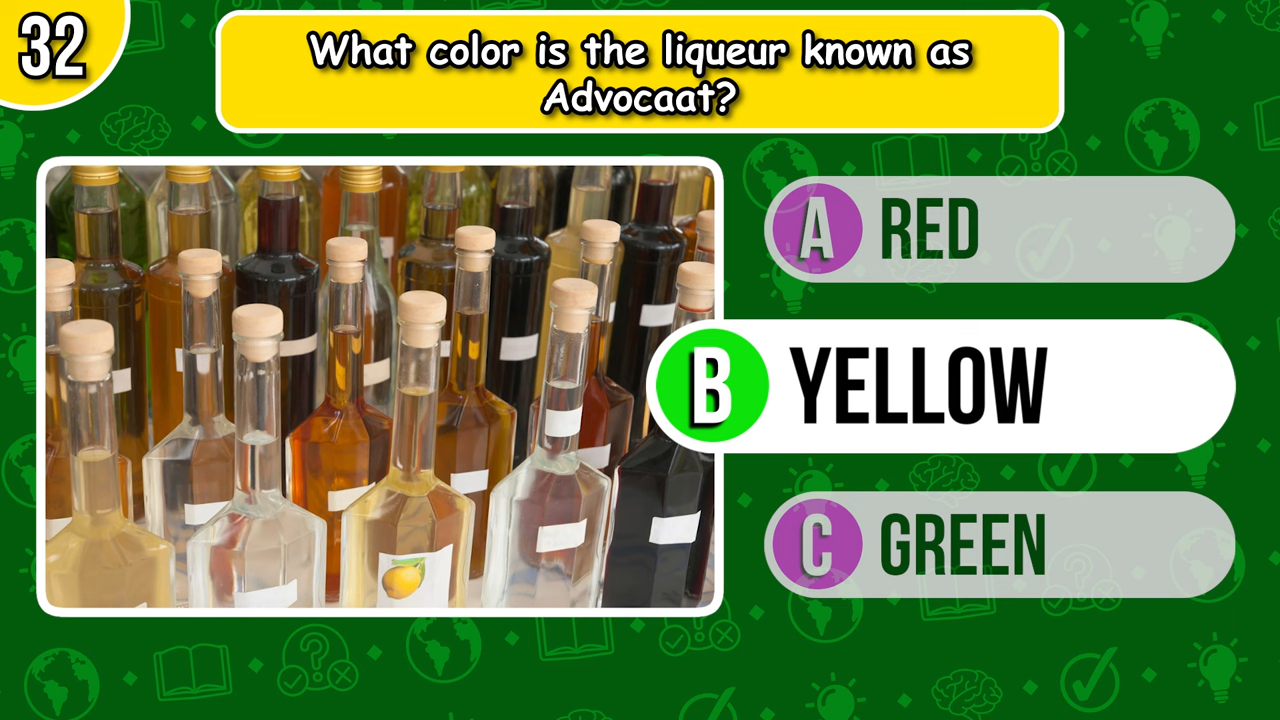 32
What color is the liqueur known as
Advocaat?
A RED
B YELLOW
C GREEN